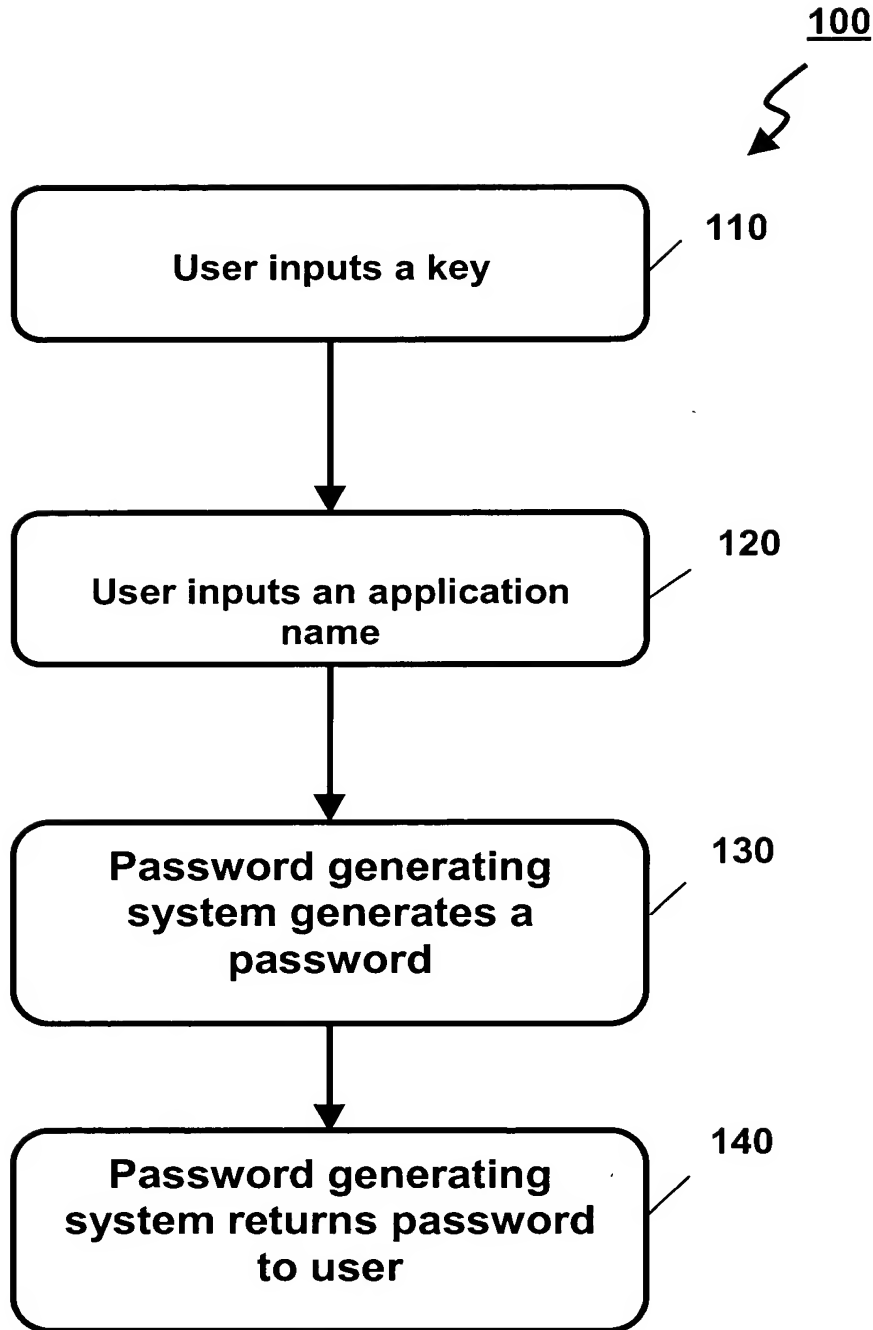 100
User inputs a key
110
User inputs an application
name
120
Password generating
system generates a
password
130
Password generating
system returns password
to user
140